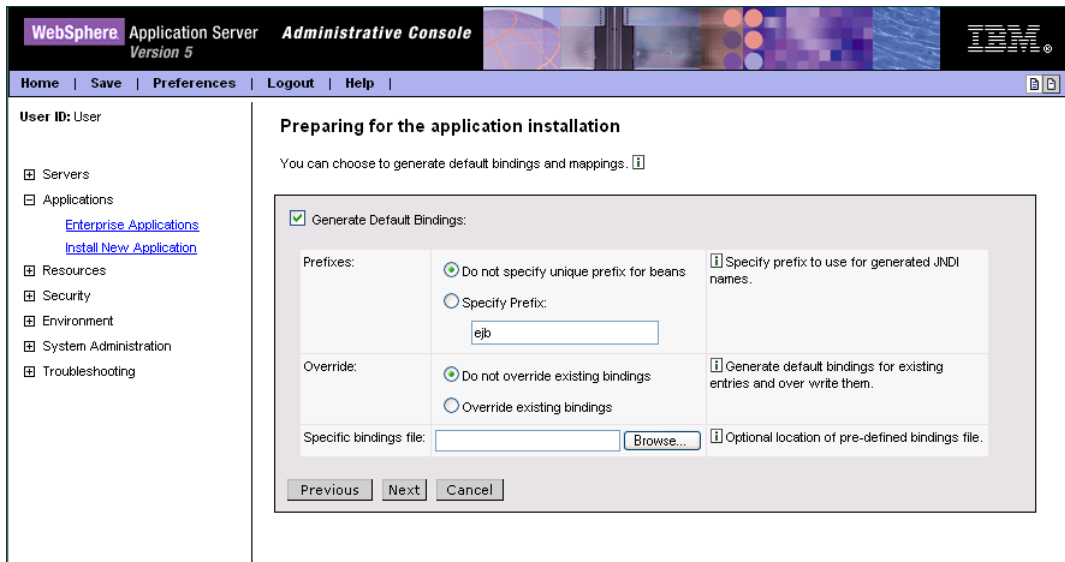 WebSphere Application Server Administrative Console
Version 5
IBM®
Home | Save | Preferences | Logout | Help |
User ID: User
Servers
Applications
Enterprise Applications
Install New Application
Resources
Security
Environment
System Administration
Troubleshooting
Preparing for the application installation
You can choose to generate default bindings and mappings. i
Generate Default Bindings:
Prefixes:
Do not specify unique prefix for beans
Specify Prefix:
ejb
i Specify prefix to use for generated JNDI
names.
Override:
Do not override existing bindings
Override existing bindings
i Generate default bindings for existing
entries and over write them.
Specific bindings file:
Browse...
i Optional location of pre-defined bindings file.
Previous Next Cancel